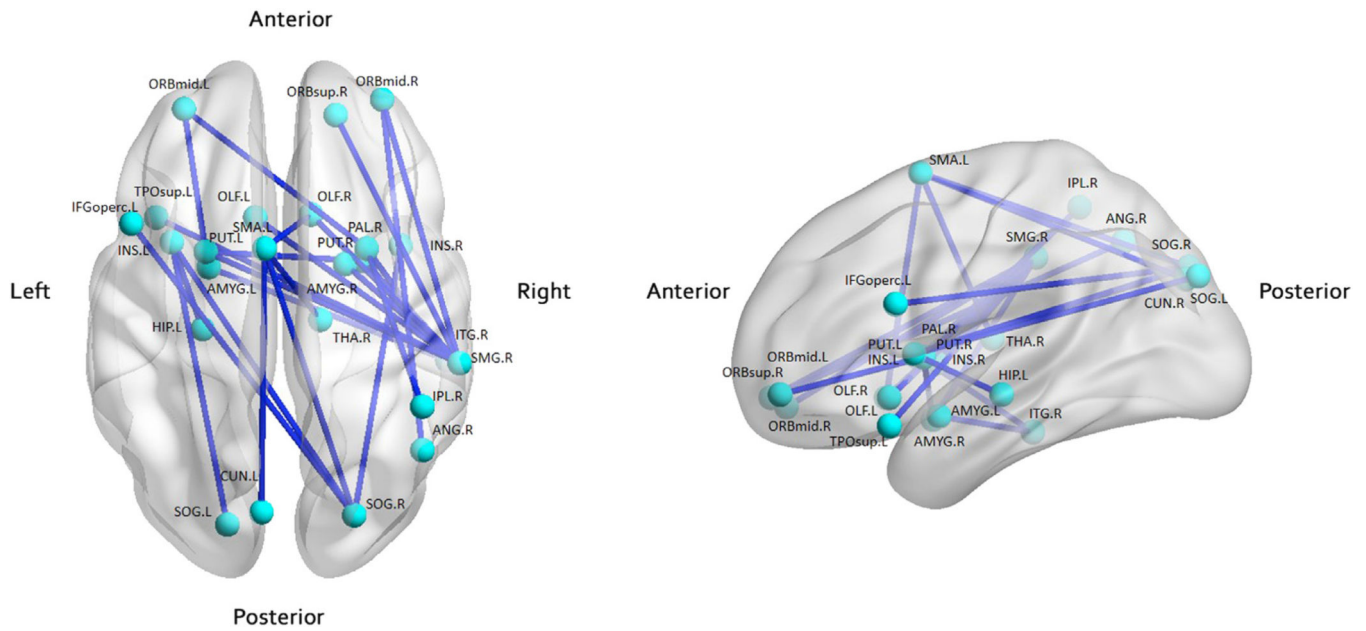 Anterior
ORBmid.L
ORBsup.R
ORBmid.R
TPOsup.L
OLF.L
OLF.R
IFGoperc.L
SMA.L
PAL.R
INS.L
PUT.L
PUT.R
INS.R
Left
AMYG.L
AMYG.R
Right
HIP.L
THA.R
ITG.R
SMG.R
IPL.R
ANG.R
CUN.L
SOG.L
SOG.R
Posterior
SMA.L
IPL.R
ANG.R
SMG.R
SOG.R
IFGoperc.L
Anterior
SOG.L
Posterior
CUN.R
PAL.R
PUT.L
PUT.R
THA.R
ORBmid.L
INS.L
INS.R
ORBsup.R
HIP.L
OLF.R
OLF.L
AMYG.L
ITG.R
ORBmid.R
TPOsup.L
AMYG.R